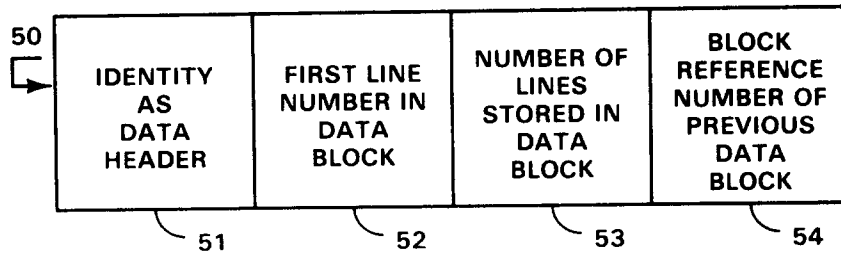 50
IDENTITY
AS
DATA
HEADER
FIRST LINE
NUMBER IN
DATA
BLOCK
NUMBER OF
LINES
STORED IN
DATA
BLOCK
BLOCK
REFERENCE
NUMBER OF
PREVIOUS
DATA
BLOCK
51
52
53
54